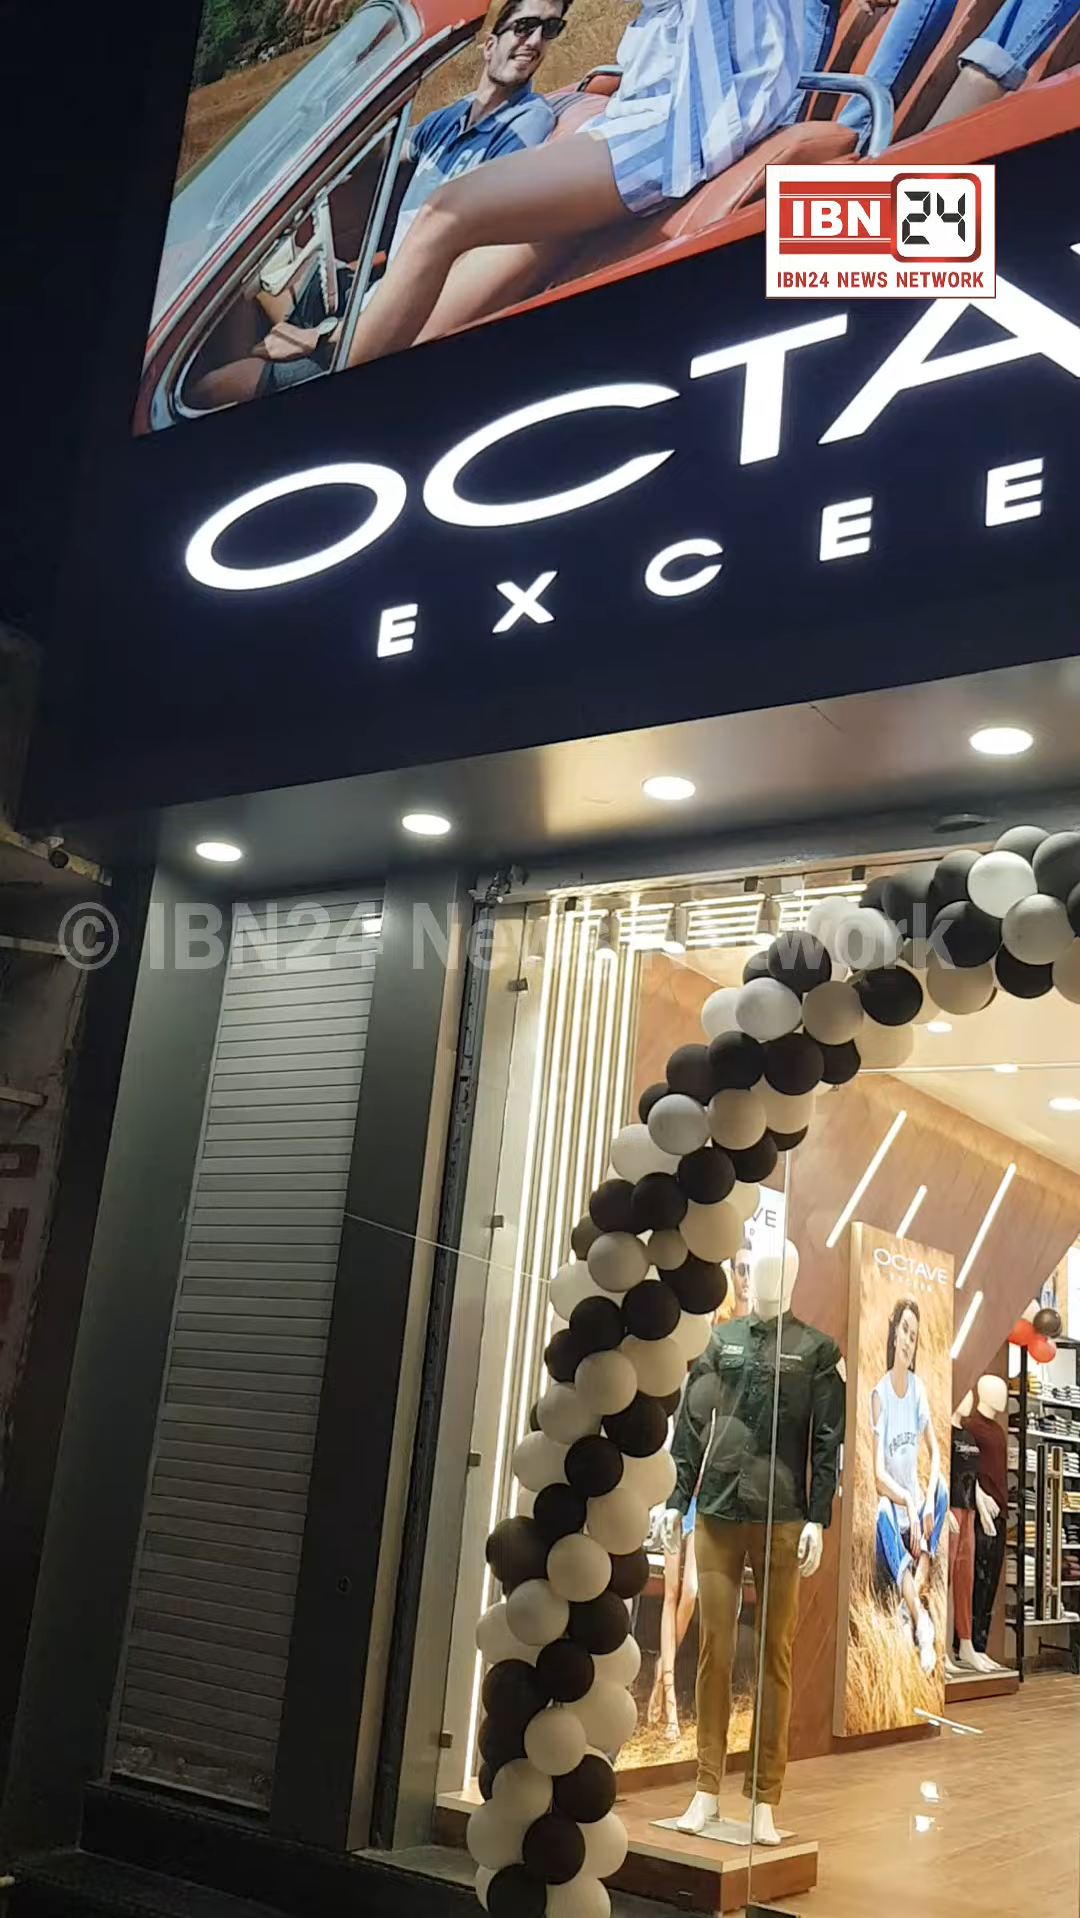 IBN 24
IBN24 NEWS NETWORK
OCTA
EXCEE
© IBN24 News Network
OCTAVE